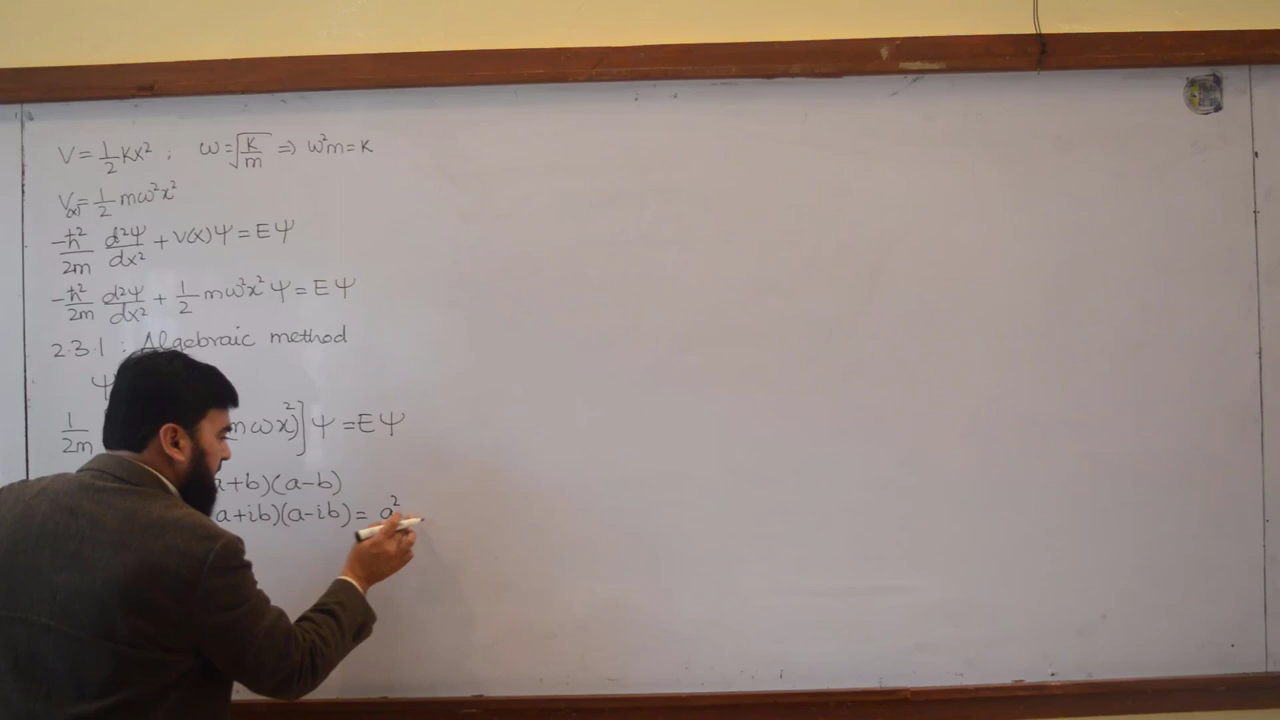 V = 1/2 Kx² ; ω = √(K/m) ⇒ ω²m = K
V(x) = 1/2 mω²x²
-ℏ²/2m d²Ψ/dx² + V(x)Ψ = EΨ
-ℏ²/2m d²Ψ/dx² + 1/2 mω²x²Ψ = EΨ
2.3.1 : Algebraic method
Ψ
1/2m mωx)²]Ψ = EΨ
a+b)(a-b)
a+ib)(a-ib) = a²